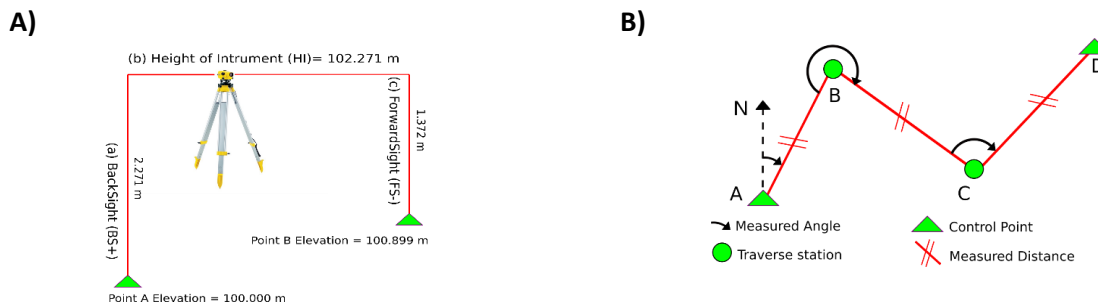 A)
(b) Height of Intrument (HI)= 102.271 m
(a) BackSight (BS+)
2.271 m
(c) ForwardSight (FS-)
1.372 m
Point B Elevation = 100.899 m
Point A Elevation = 100.000 m
B)
N
A
B
C
D
Measured Angle
Control Point
Traverse station
Measured Distance